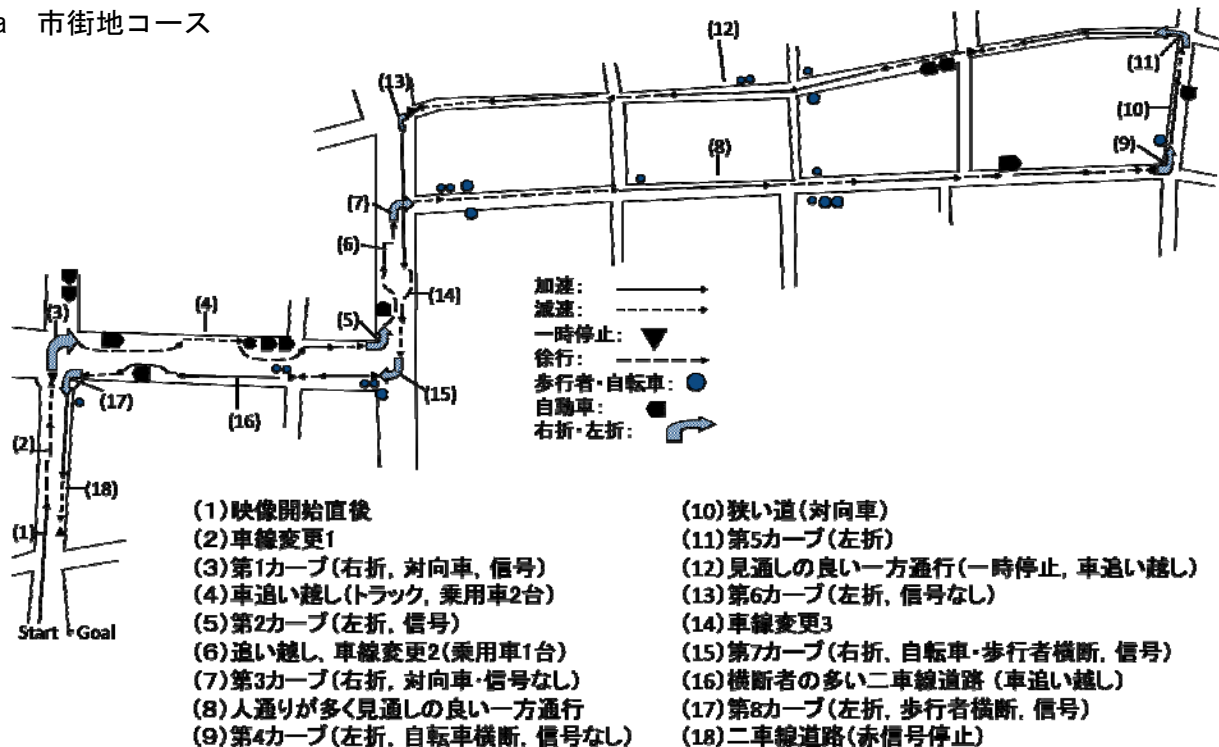 a 市街地コース
(12)
(13)
(11)
(10)
(8)
(9)
(7)
(6)
(14)
(4)
(3)
(5)
(15)
(17)
(16)
(2)
(18)
(1)
Start Goal
加速:
減速:
一時停止:
徐行:
歩行者・自転車:
自動車:
右折・左折:
(1)映像開始直後
(2)車線変更1
(3)第1カーブ(右折, 対向車, 信号)
(4)車追い越し(トラック, 乗用車2台)
(5)第2カーブ(左折, 信号)
(6)追い越し、車線変更2(乗用車1台)
(7)第3カーブ(右折, 対向車・信号なし)
(8)人通りが多く見通しの良い一方通行
(9)第4カーブ(左折, 自転車横断, 信号なし)
(10)狭い道(対向車)
(11)第5カーブ(左折)
(12)見通しの良い一方通行(一時停止, 車追い越し)
(13)第6カーブ(左折, 信号なし)
(14)車線変更3
(15)第7カーブ(右折, 自転車・歩行者横断, 信号)
(16)横断者の多い二車線道路 (車追い越し)
(17)第8カーブ(左折, 歩行者横断, 信号)
(18)二車線道路(赤信号停止)